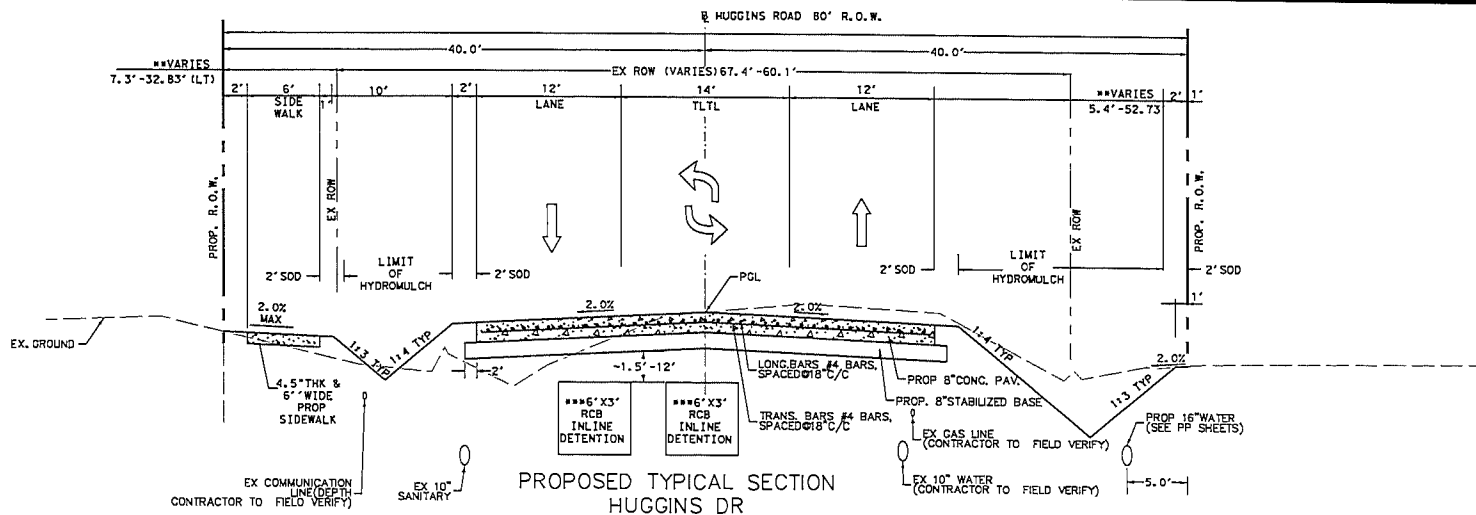 ℄ HUGGINS ROAD 80' R.O.W.
40.0'
40.0'
**VARIES
7.3'-32.83'(LT)
EX ROW (VARIES)67.4'-60.1'
**VARIES
5.4'-52.73
2'
6'
SIDE
WALK
1'
10'
2'
12'
LANE
14'
TLTL
12'
LANE
2'
1'
PROP. R.O.W.
EX ROW
EX ROW
PROP. R.O.W.
2'SOD
LIMIT
OF
HYDROMULCH
2'SOD
2'SOD
LIMIT
OF
HYDROMULCH
2'SOD
PGL
1'
2.0%
MAX
2.0%
2.0%
2.0%
EX. GROUND
1:3 TYP
1:4 TYP
1:4-TYP
1:3 TYP
4.5"THK &
6''WIDE
PROP
SIDEWALK
2'
~1.5'-12'
LONG.BARS #4 BARS,
SPACED@18"C/C
PROP 8"CONC. PAV.
PROP. 8"STABILIZED BASE
TRANS. BARS #4 BARS,
SPACED@18"C/C
***6'X3'
RCB
INLINE
DETENTION
***6'X3'
RCB
INLINE
DETENTION
EX GAS LINE
(CONTRACTOR TO FIELD VERIFY)
PROP 16"WATER
(SEE PP SHEETS)
EX COMMUNICATION
LINE(DEPTH
CONTRACTOR TO FIELD VERIFY)
EX 10"
SANITARY
EX 10" WATER
(CONTRACTOR TO FIELD VERIFY)
5.0'
PROPOSED TYPICAL SECTION
HUGGINS DR